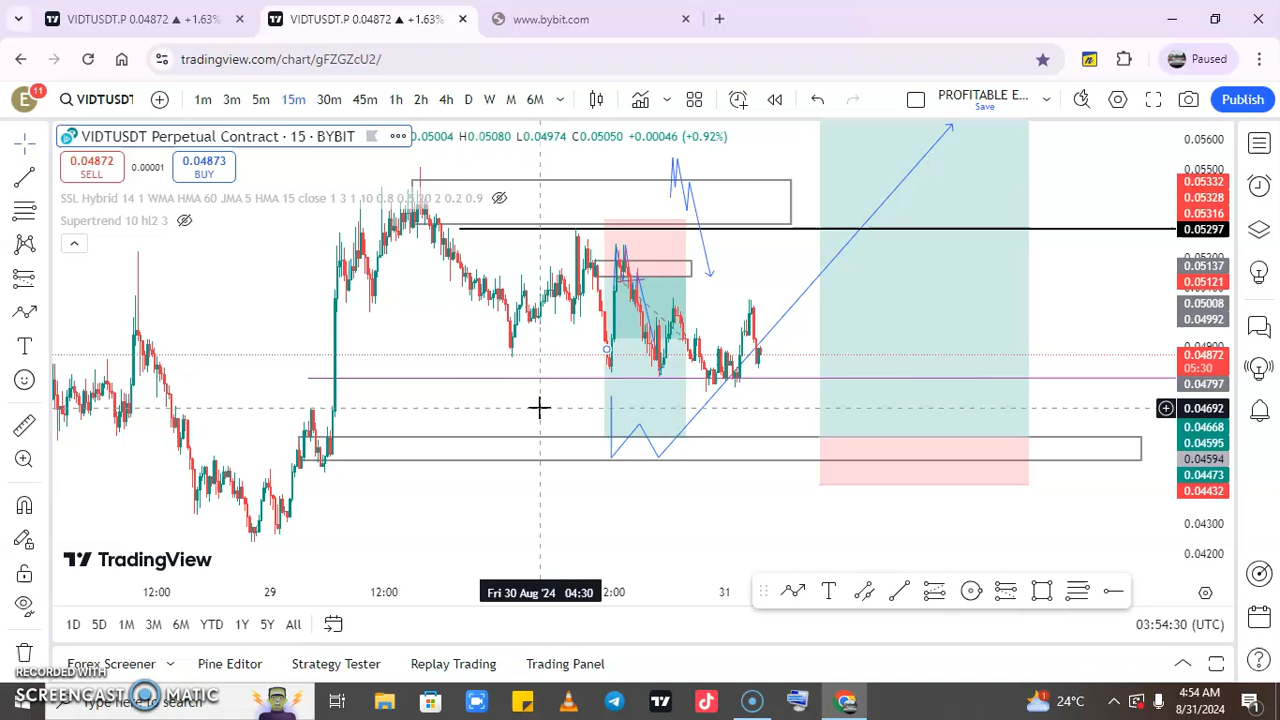 VIDTUSDT.P 0.04872 ▲ +1.63%
VIDTUSDT.P 0.04872 ▲ +1.63%
www.bybit.com
tradingview.com/chart/gFZGZcU2/
Paused
E
11
VIDTUSDT
1m 3m 5m 15m 30m 45m 1h 2h 4h D W M 6M
PROFITABLE E...
Save
Publish
VIDTUSDT Perpetual Contract · 15 · BYBIT
0.05004 H0.05080 L0.04974 C0.05050 +0.00046 (+0.92%)
0.04872
SELL
0.00001
0.04873
BUY
SSL Hybrid 14 1 WMA HMA 60 JMA 5 HMA 15 close 1 3 1 10 0.8 0.5 20 2 0.2 0.9
Supertrend 10 hl2 3
0.05600
0.05500
0.05332
0.05328
0.05316
0.05297
0.05137
0.05121
0.05008
0.04992
0.04872
05:30
0.04797
0.04692
0.04668
0.04595
0.04594
0.04473
0.04432
0.04300
0.04200
TradingView
12:00 29 12:00 Fri 30 Aug '24 04:30 2:00 31
1D 5D 1M 3M 6M YTD 1Y 5Y All
03:54:30 (UTC)
Forex Screener Pine Editor Strategy Tester Replay Trading Trading Panel
RECORDED WITH
SCREENCAST MATIC
Type here to search
24°C
1
4:54 AM
8/31/2024